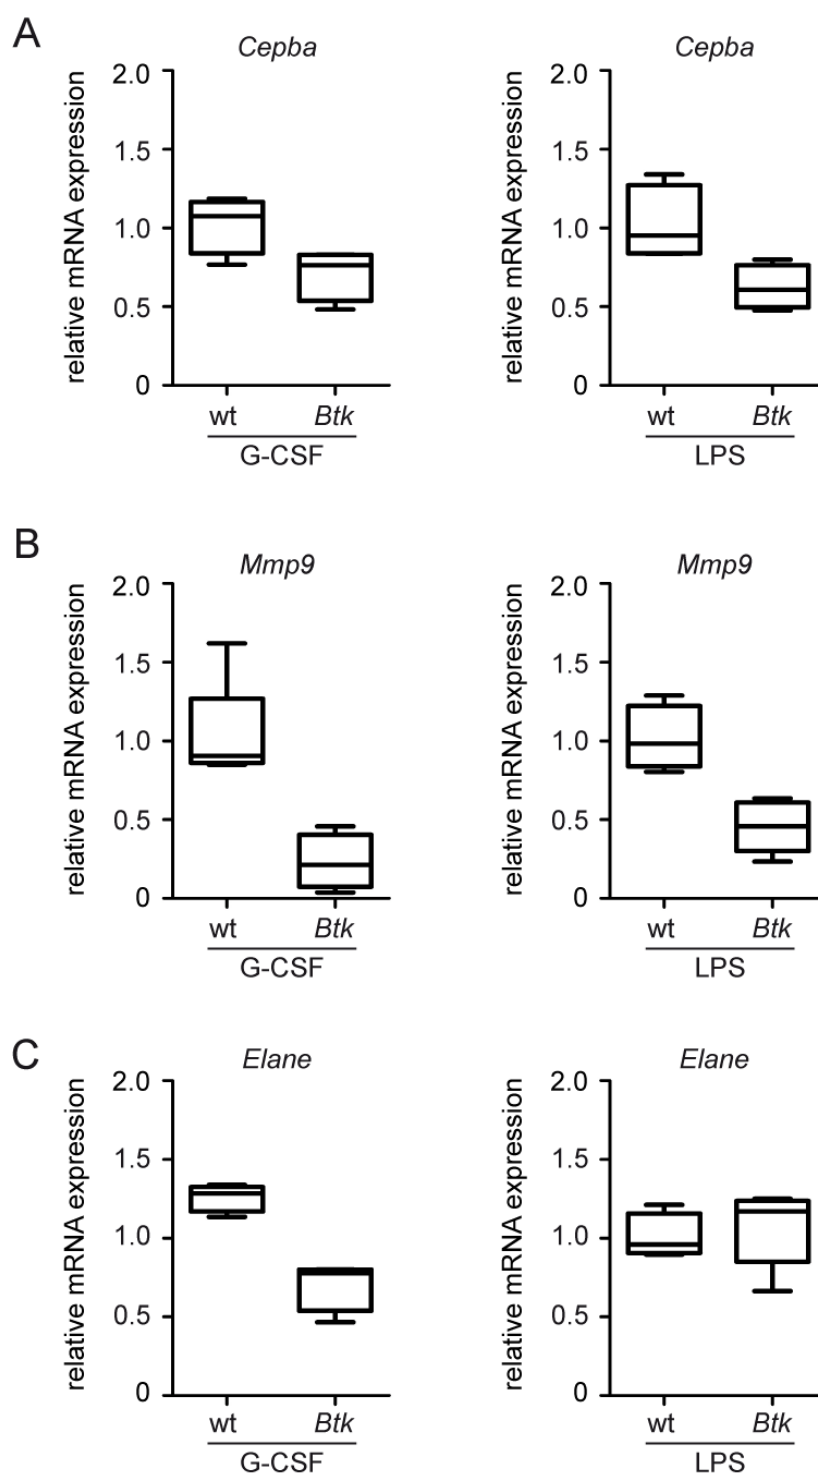 A
Cepba
Cepba
relative mRNA expression
2.0
1.5
1.0
0.5
0
wt
Btk
G-CSF
relative mRNA expression
2.0
1.5
1.0
0.5
0
wt
Btk
LPS
B
Mmp9
Mmp9
relative mRNA expression
2.0
1.5
1.0
0.5
0
wt
Btk
G-CSF
relative mRNA expression
2.0
1.5
1.0
0.5
0
wt
Btk
LPS
C
Elane
Elane
relative mRNA expression
2.0
1.5
1.0
0.5
0
wt
Btk
G-CSF
relative mRNA expression
2.0
1.5
1.0
0.5
0
wt
Btk
LPS